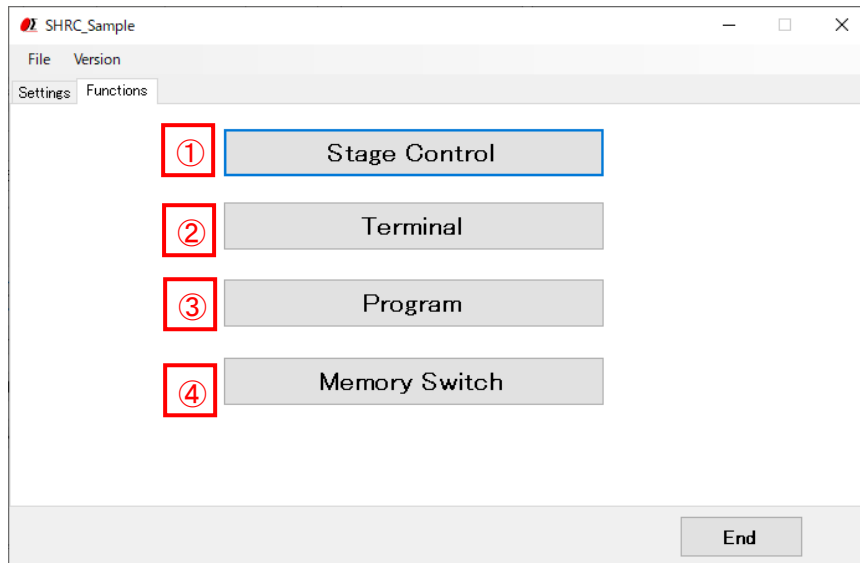 SHRC_Sample
File Version
Settings Functions
① Stage Control
② Terminal
③ Program
④ Memory Switch
End